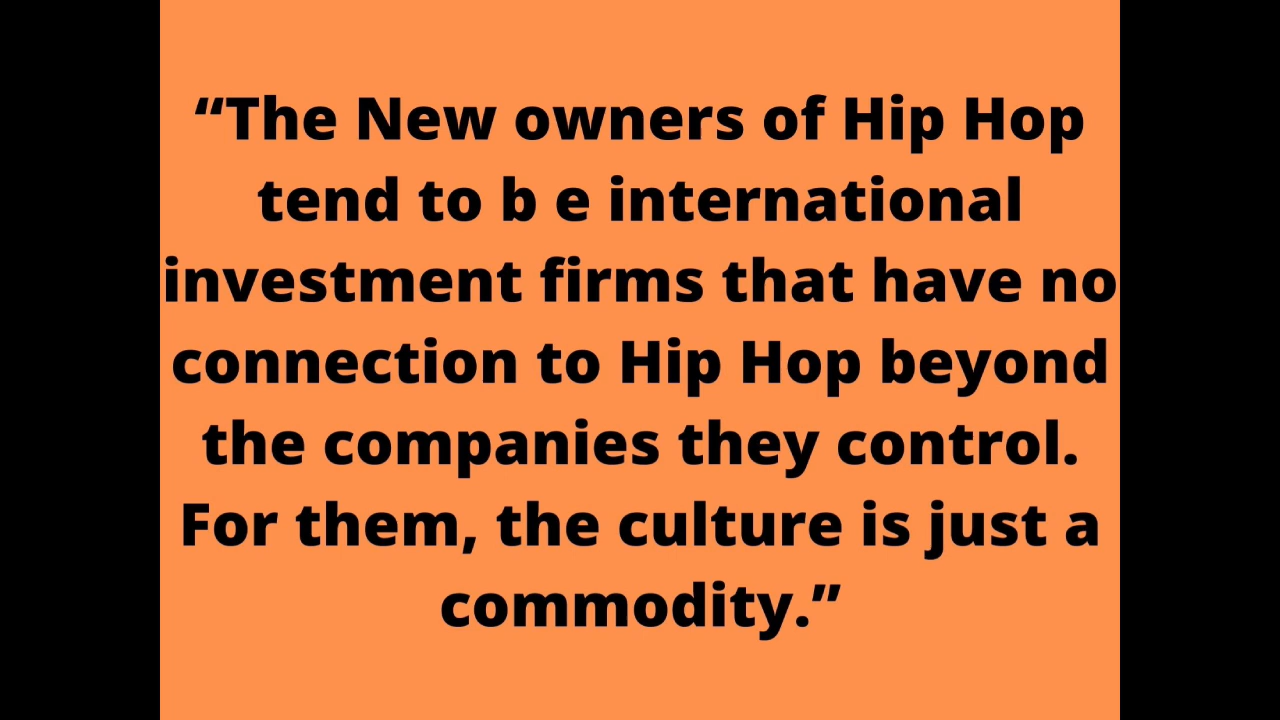 “The New owners of Hip Hop
tend to b e international
investment firms that have no
connection to Hip Hop beyond
the companies they control.
For them, the culture is just a
commodity.”